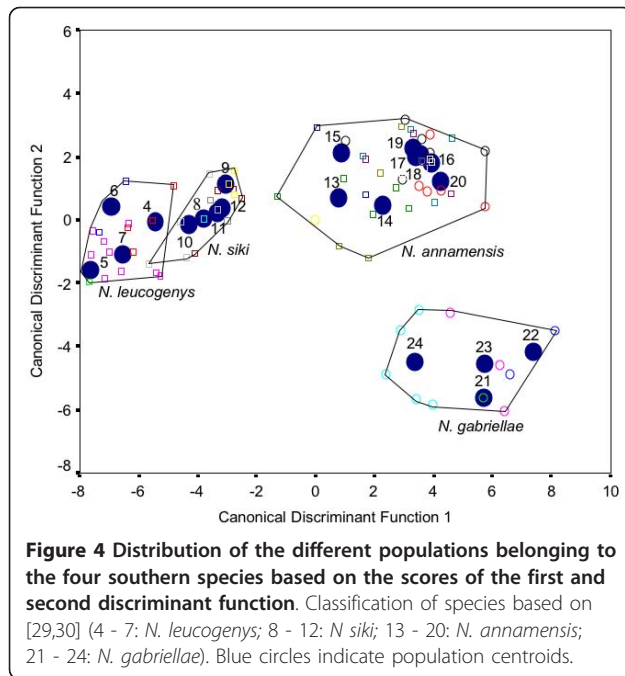 6
4
2
0
-2
-4
-6
-8
Canonical Discriminant Function 2
-8 -6 -4 -2 0 2 4 6 8 10
Canonical Discriminant Function 1
6 4
7
5
N. leucogenys
9
8 12
10 11
N. siki
15 19
17 16
18
13 20
14
N. annamensis
24 23 22
21
N. gabriellae
Figure 4 Distribution of the different populations belonging to
the four southern species based on the scores of the first and
second discriminant function. Classification of species based on
[29,30] (4 - 7: N. leucogenys; 8 - 12: N siki; 13 - 20: N. annamensis;
21 - 24: N. gabriellae). Blue circles indicate population centroids.